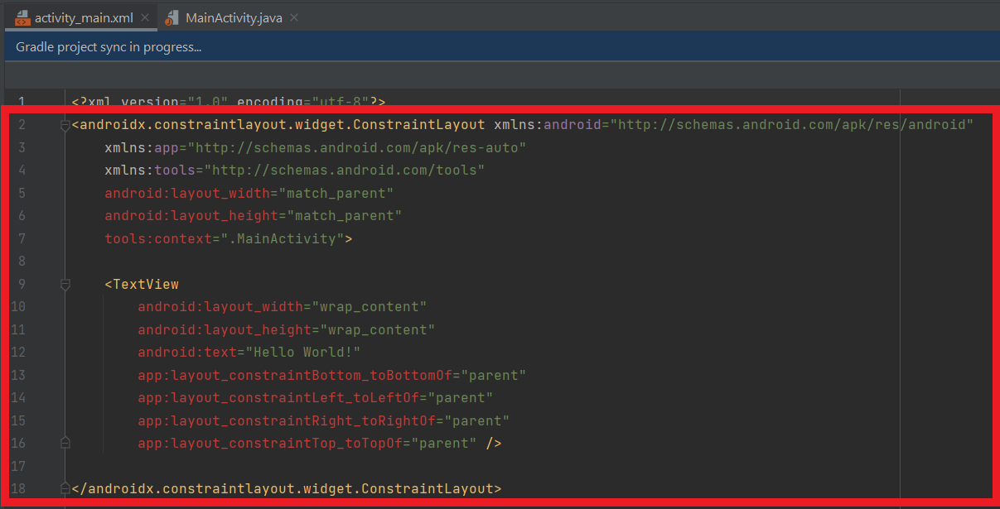 activity_main.xml MainActivity.java
Gradle project sync in progress...
1 <?xml version="1.0" encoding="utf-8"?>
2 <androidx.constraintlayout.widget.ConstraintLayout xmlns:android="http://schemas.android.com/apk/res/android"
3 xmlns:app="http://schemas.android.com/apk/res-auto"
4 xmlns:tools="http://schemas.android.com/tools"
5 android:layout_width="match_parent"
6 android:layout_height="match_parent"
7 tools:context=".MainActivity">
8
9 <TextView
10 android:layout_width="wrap_content"
11 android:layout_height="wrap_content"
12 android:text="Hello World!"
13 app:layout_constraintBottom_toBottomOf="parent"
14 app:layout_constraintLeft_toLeftOf="parent"
15 app:layout_constraintRight_toRightOf="parent"
16 app:layout_constraintTop_toTopOf="parent" />
17
18 </androidx.constraintlayout.widget.ConstraintLayout>